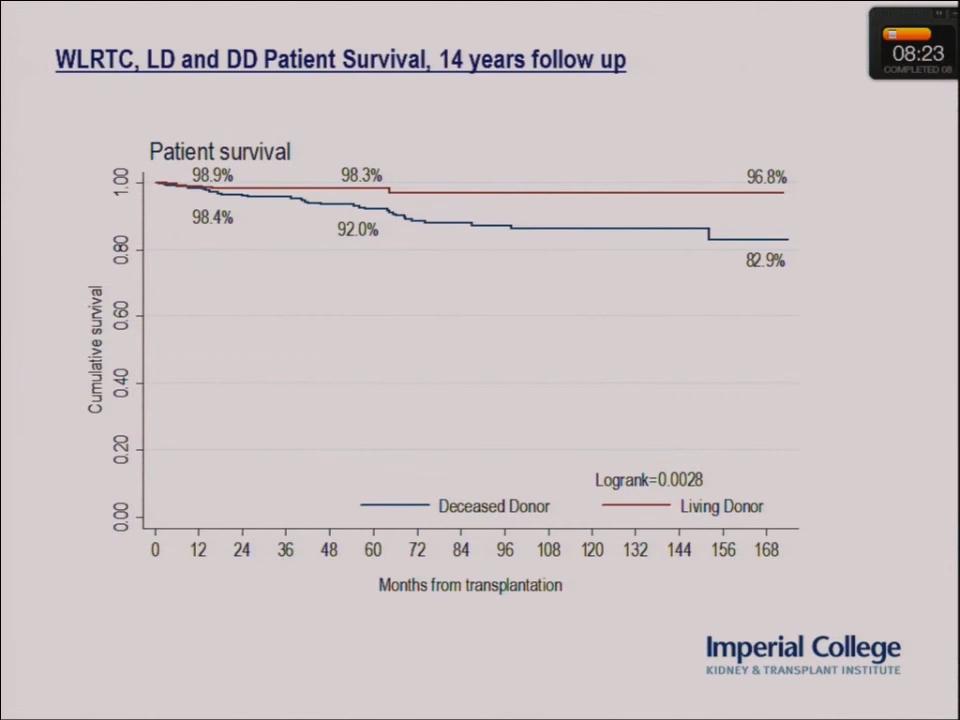 WLRTC, LD and DD Patient Survival, 14 years follow up
08:23
COMPLETED 08
Patient survival
98.9%
98.3%
96.8%
98.4%
92.0%
82.9%
Cumulative survival
1.00
0.80
0.60
0.40
0.20
0.00
Logrank=0.0028
Deceased Donor
Living Donor
0 12 24 36 48 60 72 84 96 108 120 132 144 156 168
Months from transplantation
Imperial College
KIDNEY & TRANSPLANT INSTITUTE